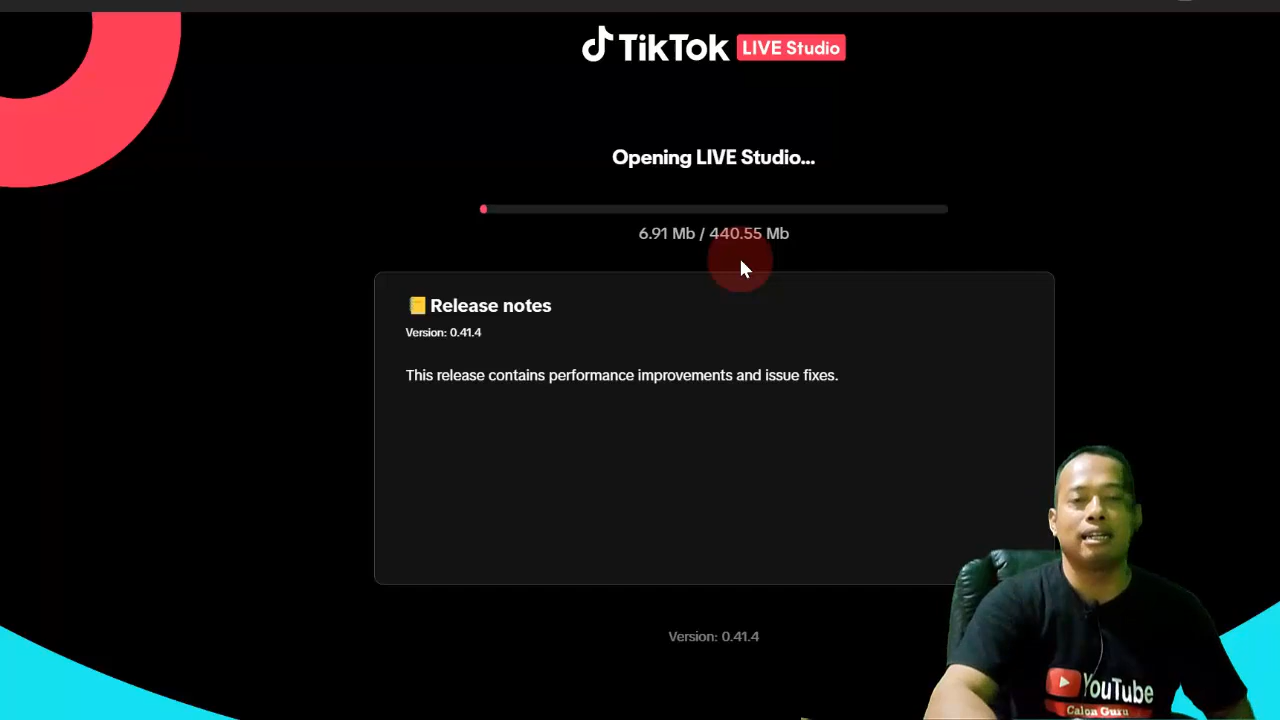 TikTok LIVE Studio
Opening LIVE Studio...
6.91 Mb / 440.55 Mb
Release notes
Version: 0.41.4
This release contains performance improvements and issue fixes.
Version: 0.41.4
YouTube
Calon Guru